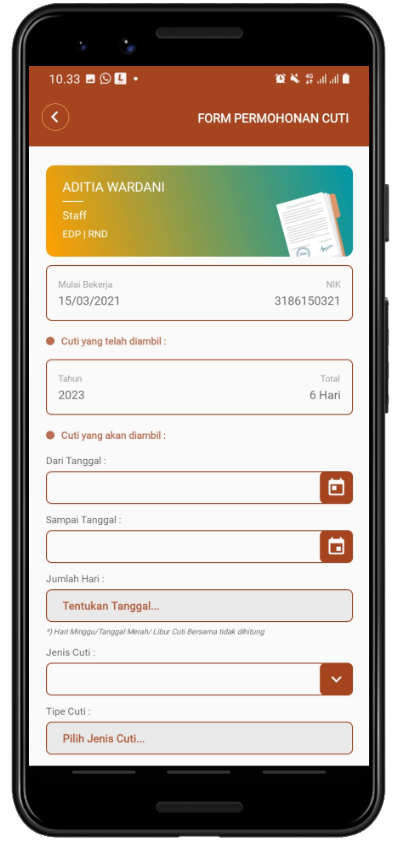 10.33
4G
FORM PERMOHONAN CUTI
ADITIA WARDANI
Staff
EDP | RND
Mulai Bekerja NIK
15/03/2021 3186150321
Cuti yang telah diambil :
Tahun Total
2023 6 Hari
Cuti yang akan diambil :
Dari Tanggal :
Sampai Tanggal :
Jumlah Hari :
Tentukan Tanggal...
*) Hari Minggu/Tanggal Merah/ Libur Cuti Bersama tidak dihitung
Jenis Cuti :
Tipe Cuti :
Pilih Jenis Cuti...